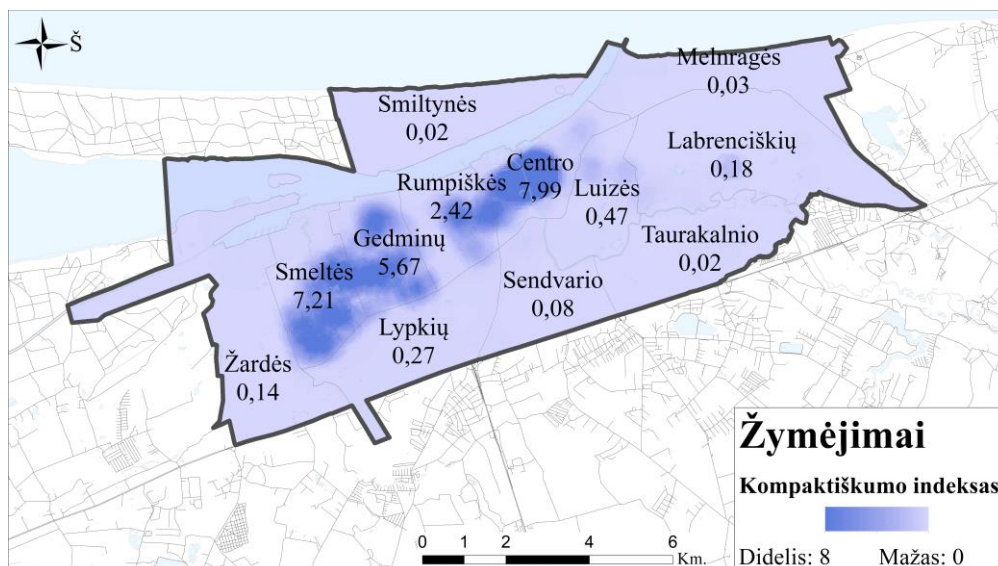 Š
Melnragės
0,03
Smiltynės
0,02
Labrenciškių
0,18
Centro
7,99
Rumpiškės
2,42
Luizės
0,47
Gedminų
5,67
Taurakalnio
0,02
Smeltės
7,21
Sendvario
0,08
Lypkių
0,27
Žardės
0,14
Žymėjimai
Kompaktiškumo indeksas
Didelis: 8 Mažas: 0
0 1 2 4 6
Km.